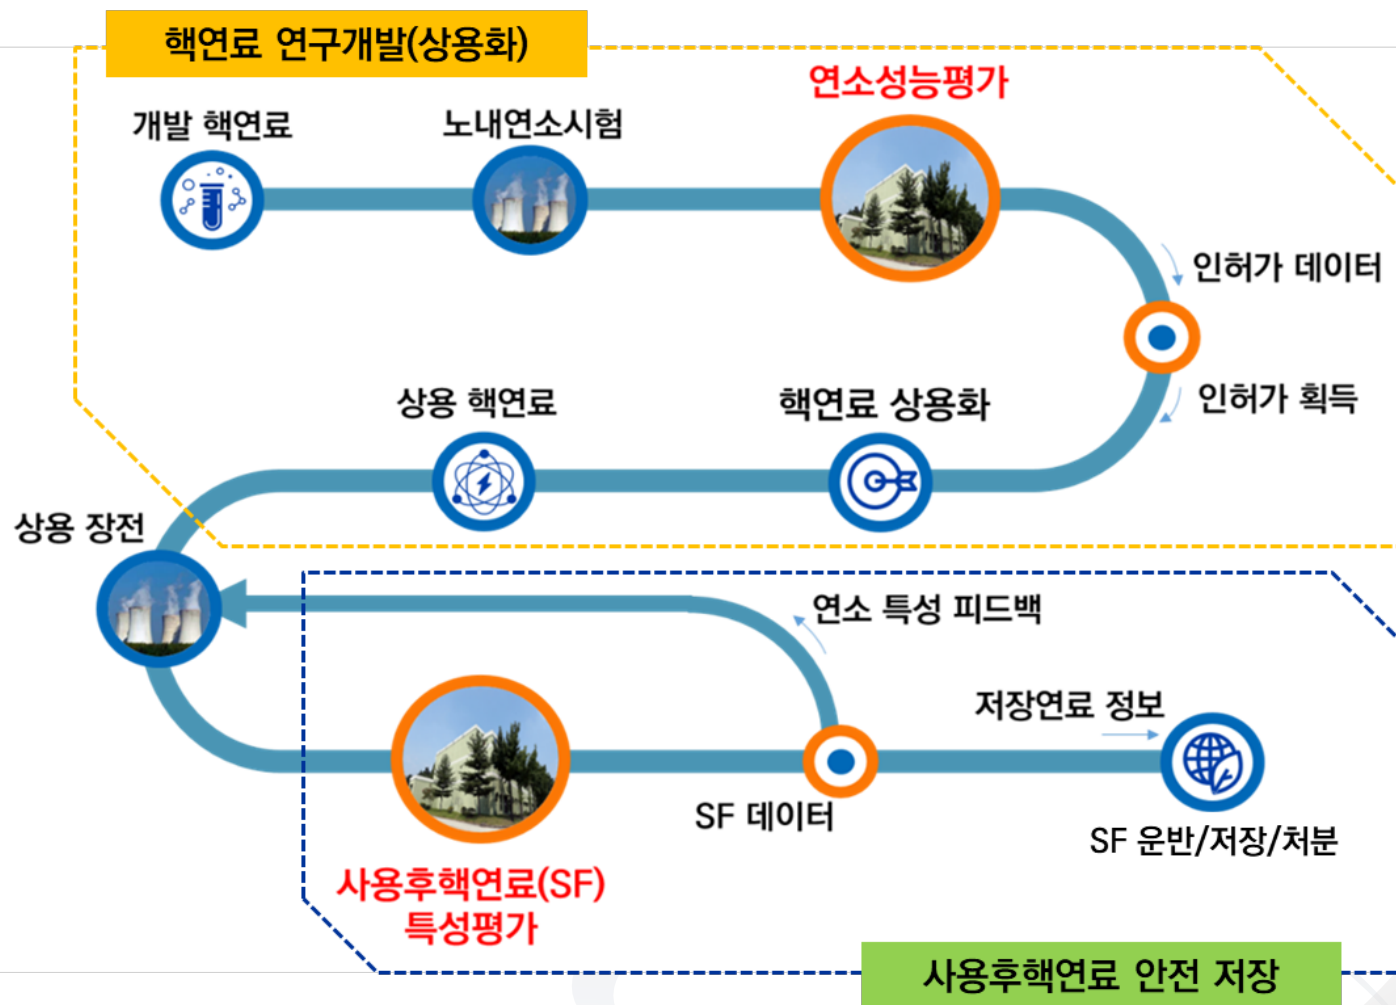 핵연료 연구개발(상용화)
연소성능평가
개발 핵연료
노내연소시험
인허가 데이터
인허가 획득
핵연료 상용화
상용 핵연료
상용 장전
연소 특성 피드백
저장연료 정보
SF 데이터
SF 운반/저장/처분
사용후핵연료(SF)
특성평가
사용후핵연료 안전 저장